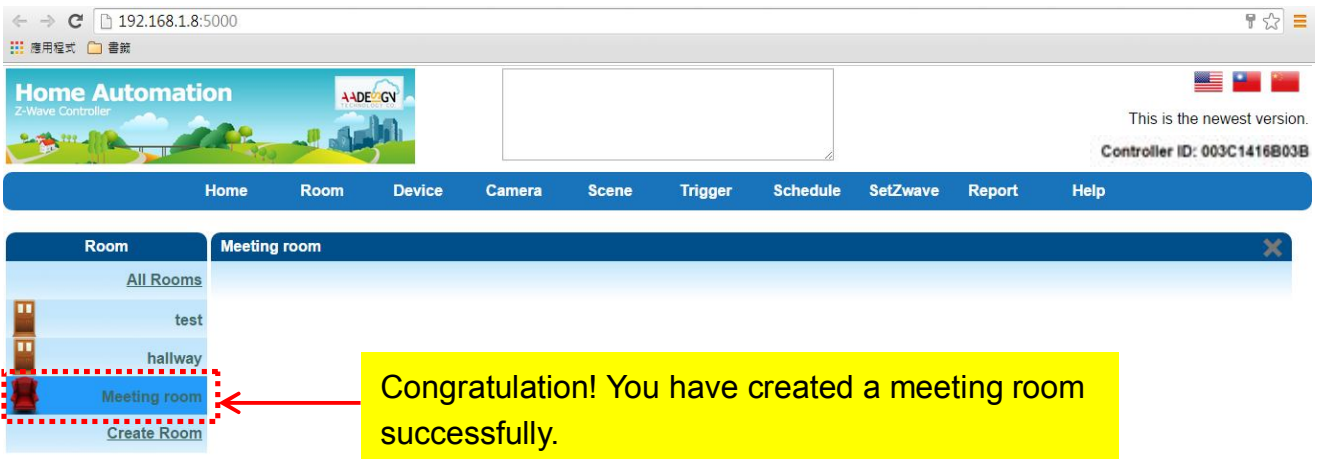 192.168.1.8:5000
應用程式 書籤
Home Automation
Z-Wave Controller
This is the newest version.
Controller ID: 003C1416B03B
Home Room Device Camera Scene Trigger Schedule SetZwave Report Help
Room
Meeting room
All Rooms
test
hallway
Meeting room
Create Room
Congratulation! You have created a meeting room
successfully.